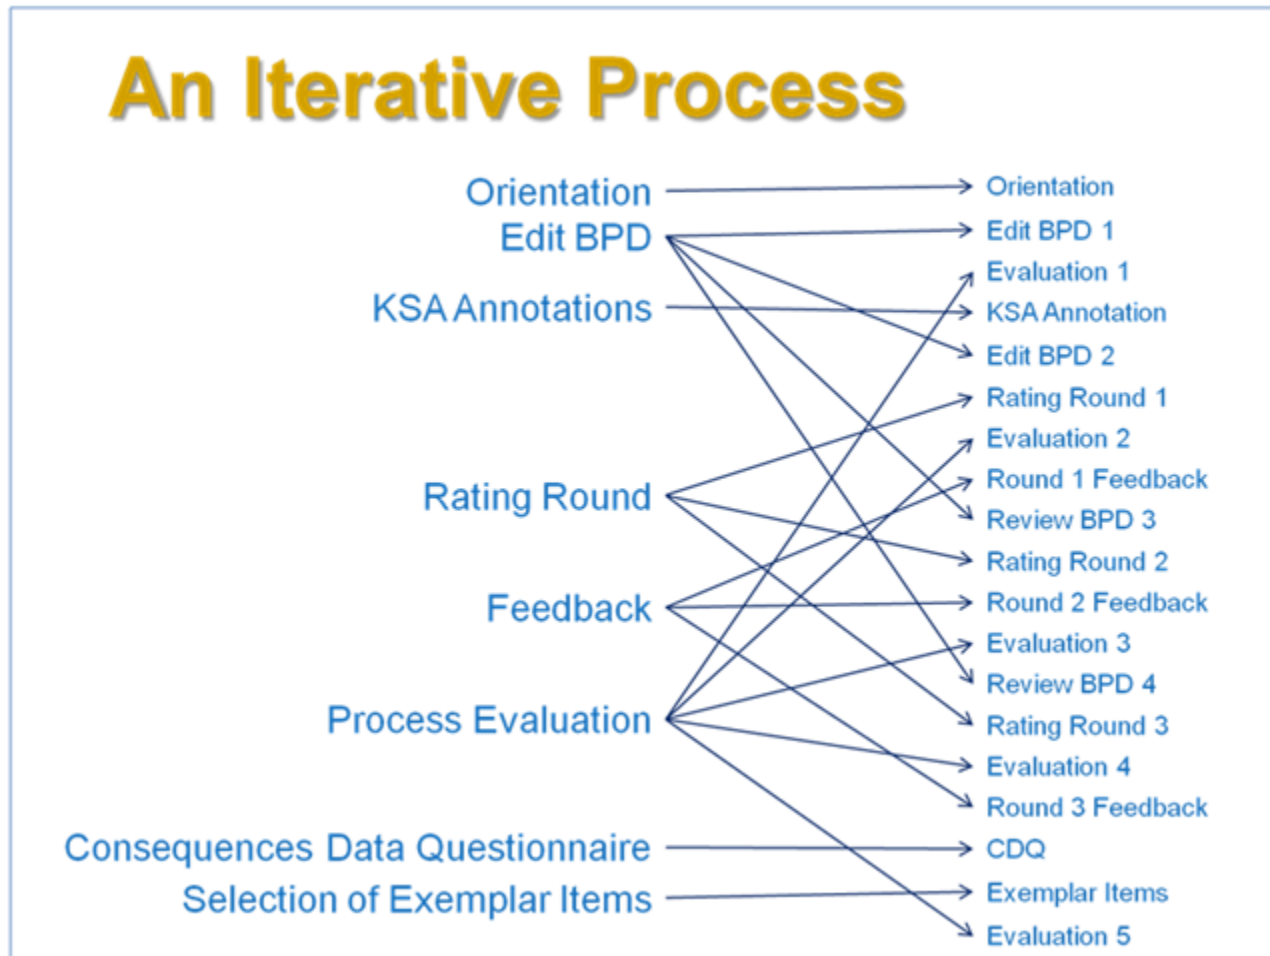 An Iterative Process
Orientation
Edit BPD
KSA Annotations
Rating Round
Feedback
Process Evaluation
Consequences Data Questionnaire
Selection of Exemplar Items
Orientation
Edit BPD 1
Evaluation 1
KSA Annotation
Edit BPD 2
Rating Round 1
Evaluation 2
Round 1 Feedback
Review BPD 3
Rating Round 2
Round 2 Feedback
Evaluation 3
Review BPD 4
Rating Round 3
Evaluation 4
Round 3 Feedback
CDQ
Exemplar Items
Evaluation 5